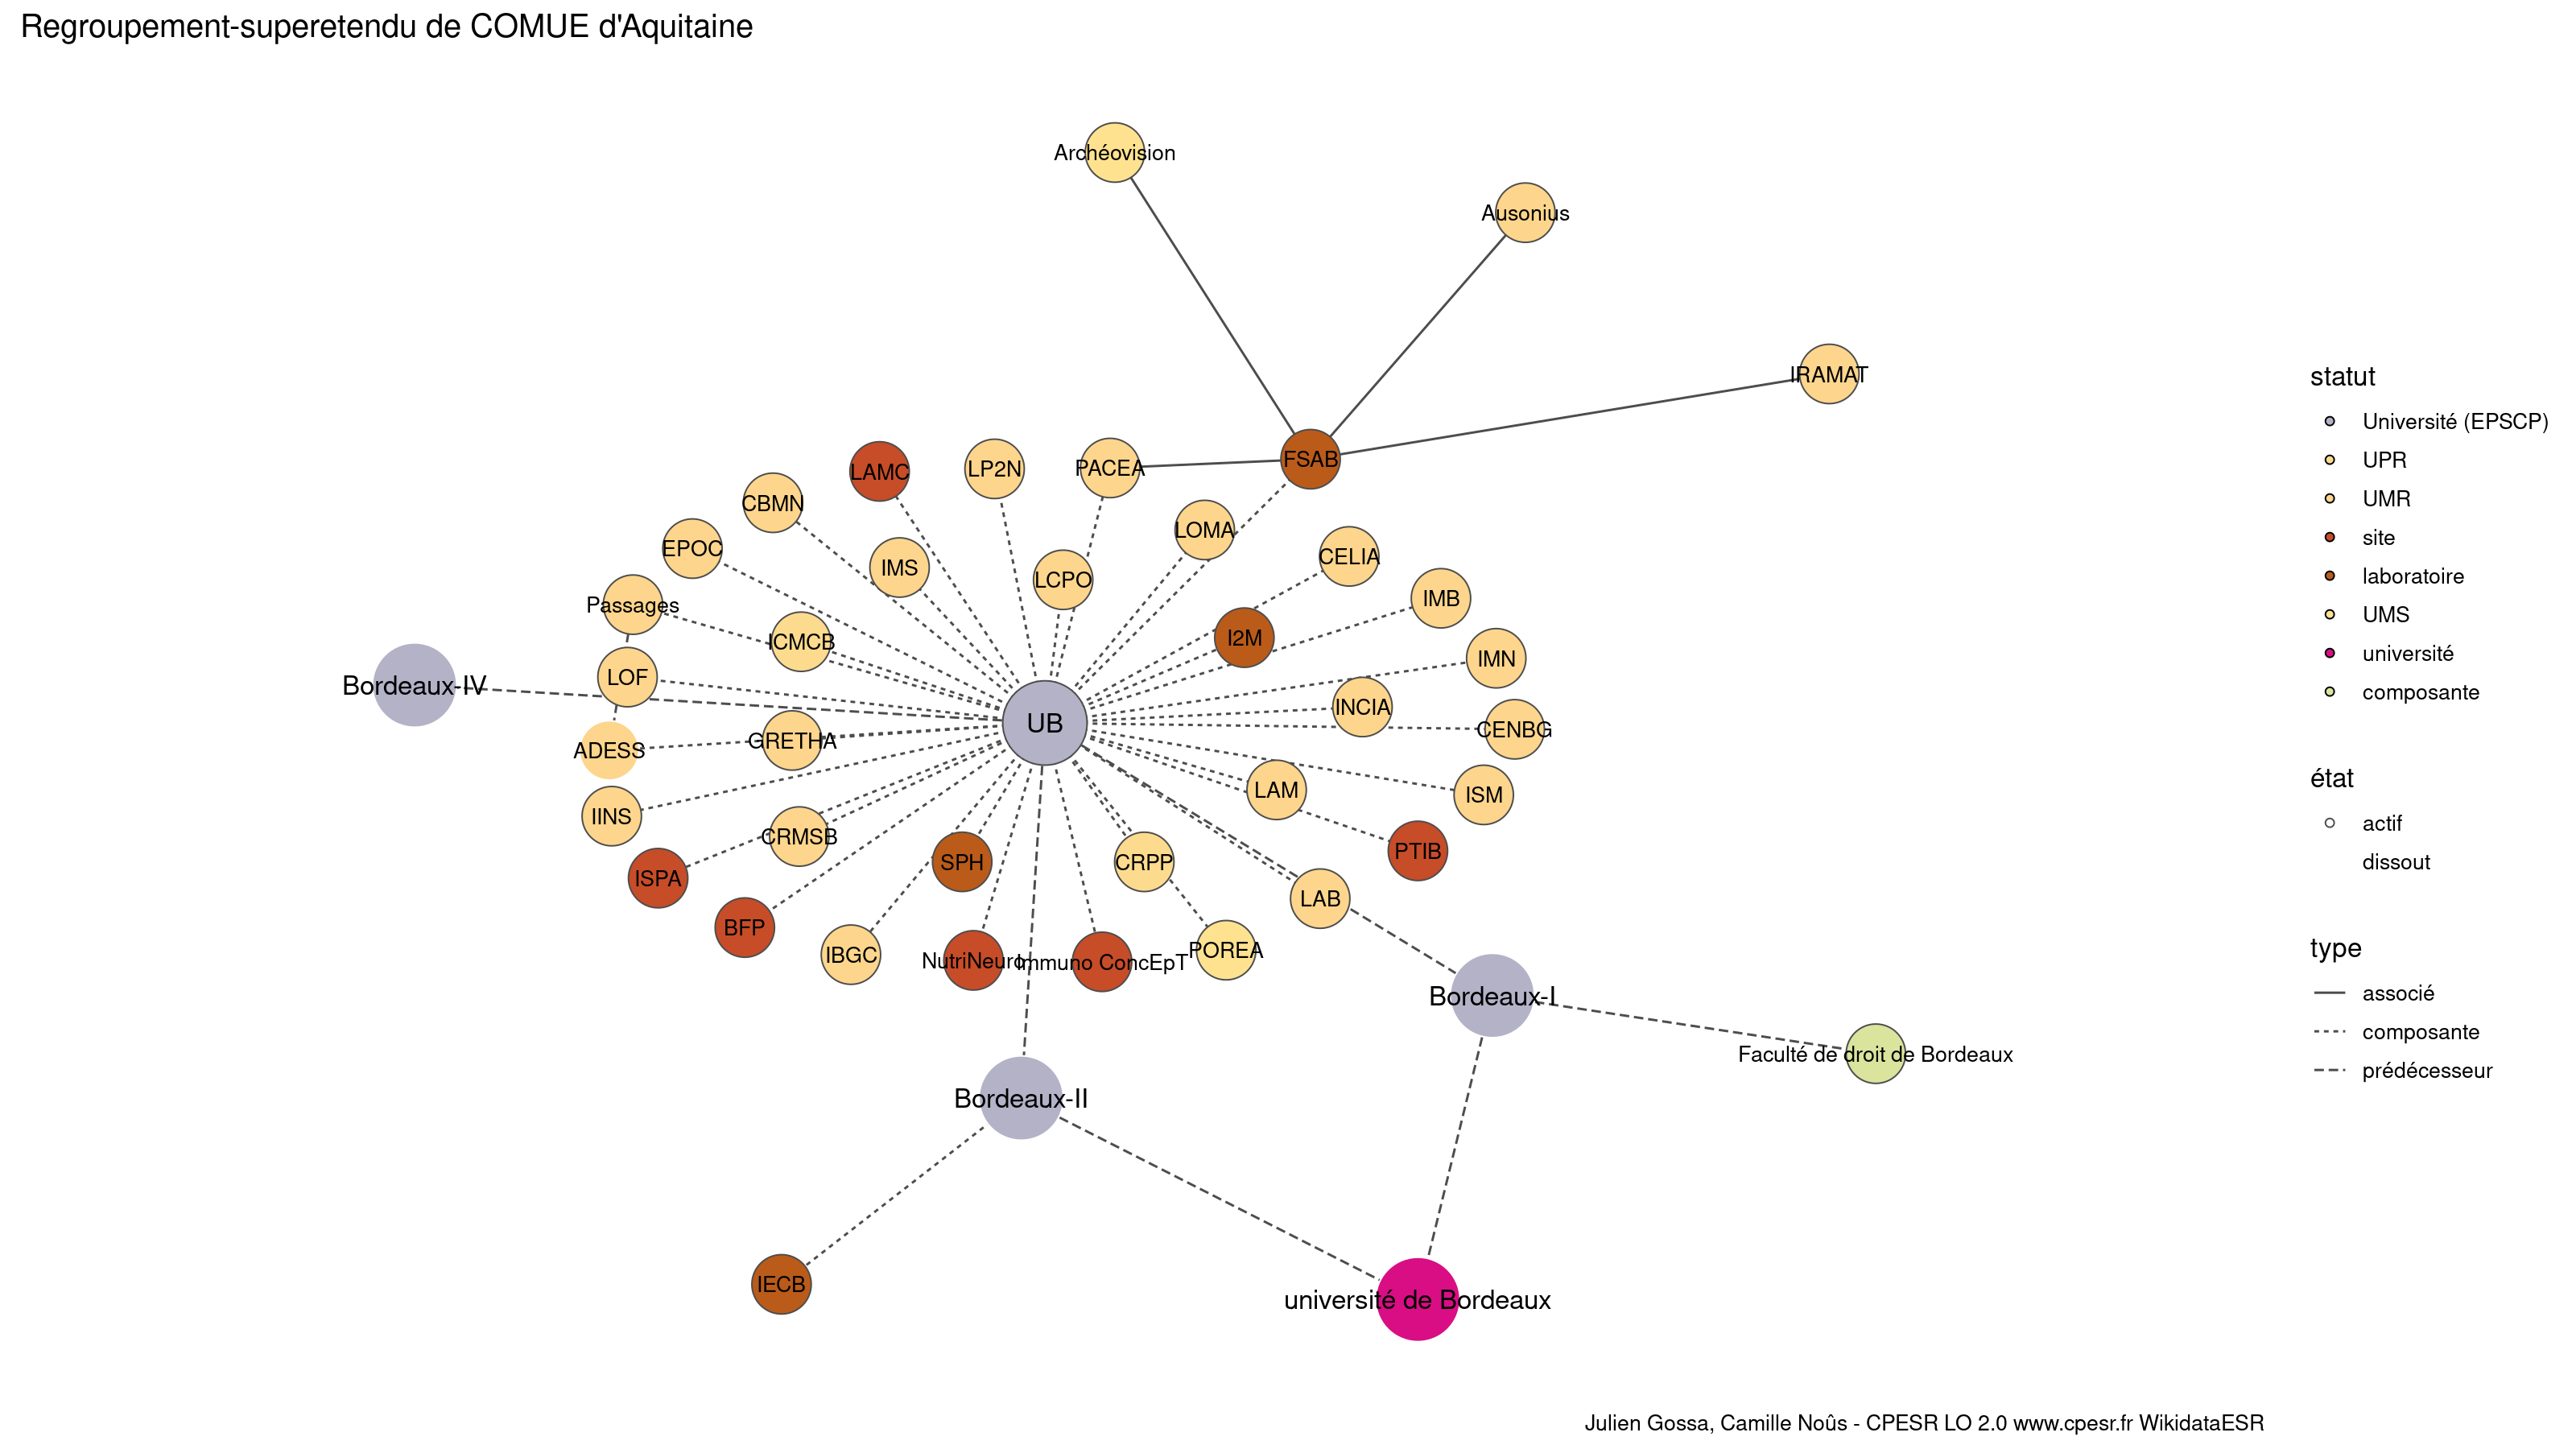 Regroupement-superetendu de COMUE d'Aquitaine
Archéovision
Ausonius
IRAMAT
FSAB
LAMC
LP2N
PACEA
CBMN
LOMA
EPOC
IMS
LCPO
CELIA
Passages
ICMCB
I2M
IMB
LOF
IMN
Bordeaux-IV
INCIA
UB
CENBG
ADESS
GRETHA
IINS
LAM
ISM
CRMSB
PTIB
ISPA
SPH
CRPP
LAB
BFP
IBGC
NutriNeuro
Immuno ConcEpT
POREA
Bordeaux-I
Faculté de droit de Bordeaux
Bordeaux-II
IECB
université de Bordeaux
statut
Université (EPSCP)
UPR
UMR
site
laboratoire
UMS
université
composante
état
actif
dissout
type
associé
composante
prédécesseur
Julien Gossa, Camille Noûs - CPESR LO 2.0 www.cpesr.fr WikidataESR